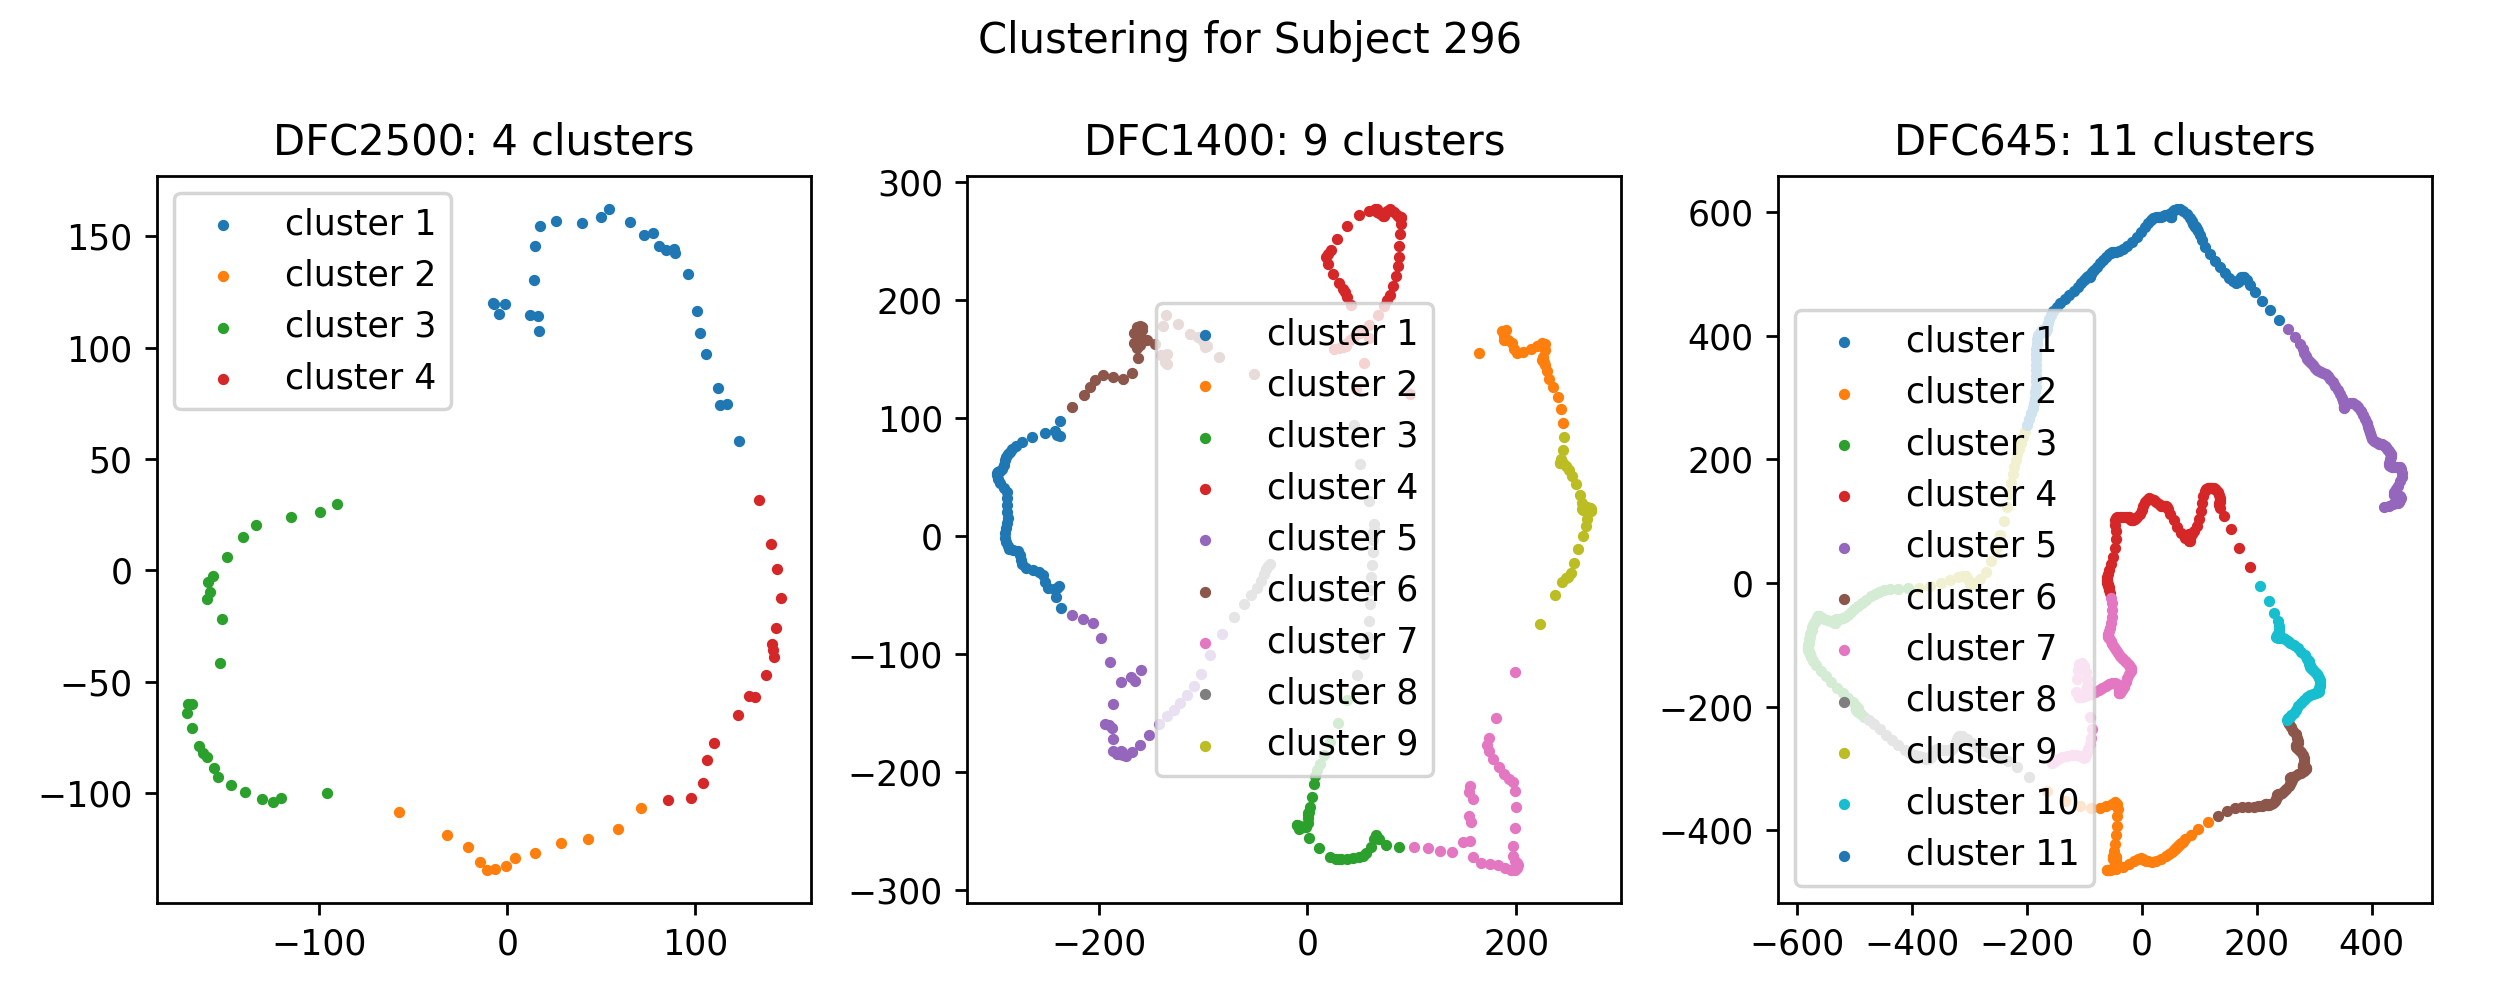 Clustering for Subject 296
DFC2500: 4 clusters
cluster 1
cluster 2
cluster 3
cluster 4
150
100
50
0
−50
−100
−100
0
100
DFC1400: 9 clusters
cluster 1
cluster 2
cluster 3
cluster 4
cluster 5
cluster 6
cluster 7
cluster 8
cluster 9
300
200
100
0
−100
−200
−300
−200
0
200
DFC645: 11 clusters
cluster 1
cluster 2
cluster 3
cluster 4
cluster 5
cluster 6
cluster 7
cluster 8
cluster 9
cluster 10
cluster 11
600
400
200
0
−200
−400
−600
−400
−200
0
200
400